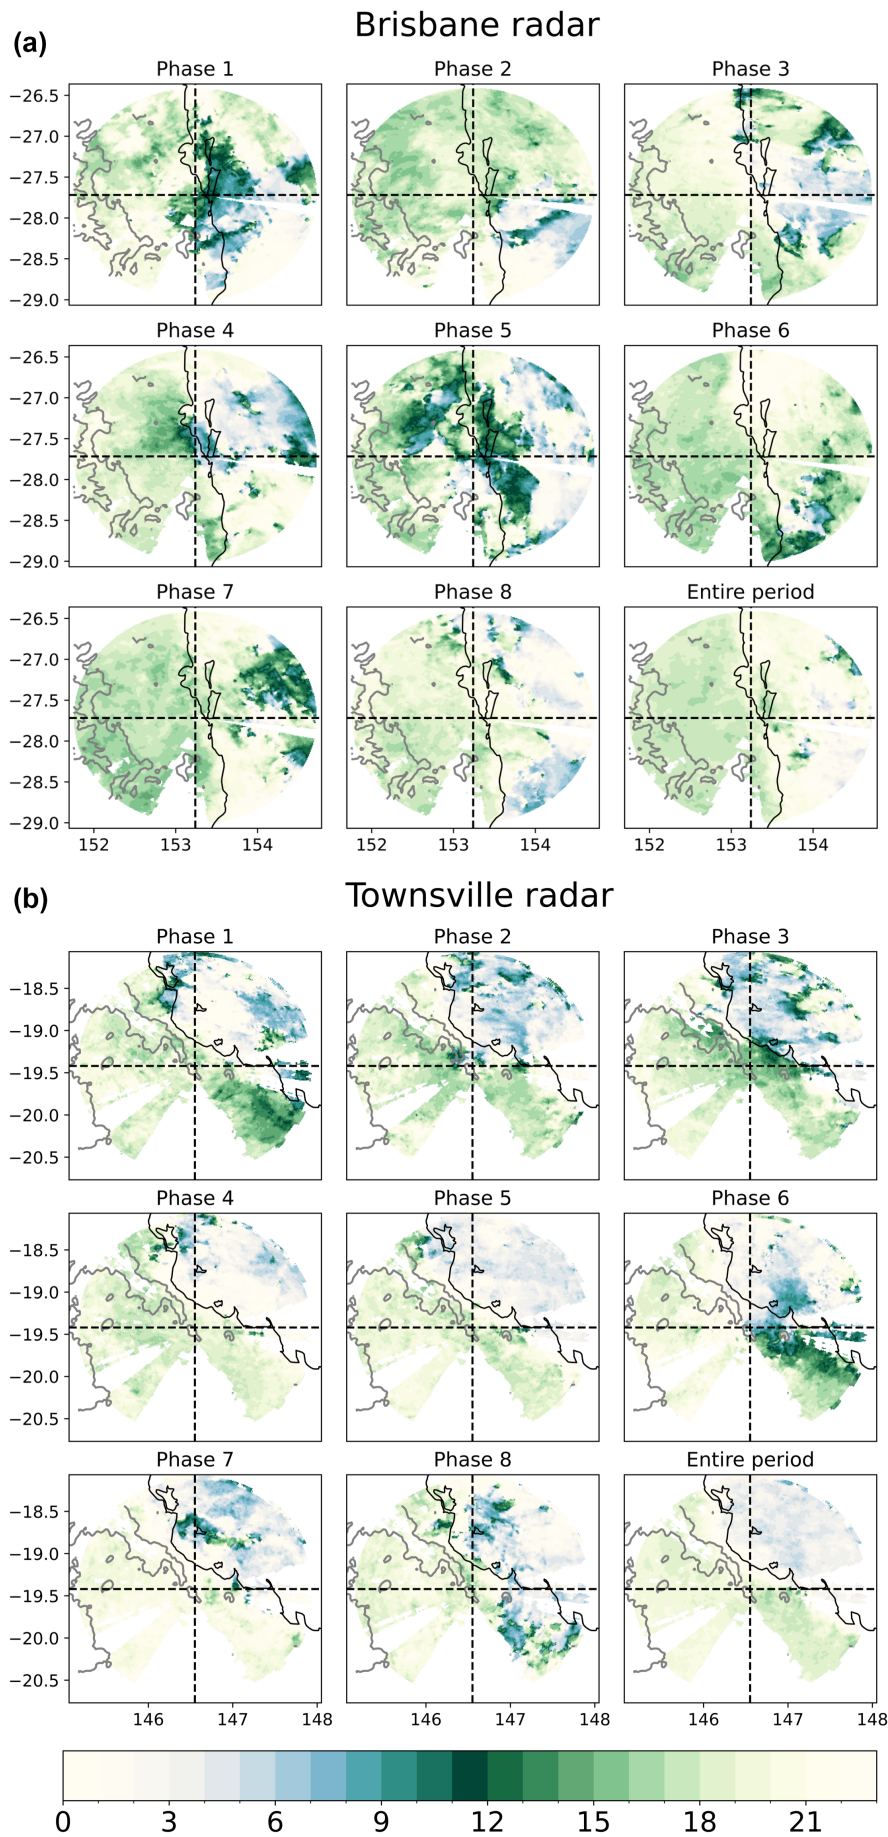 (a)
Brisbane radar
Phase 1 Phase 2 Phase 3
−26.5
−27.0
−27.5
−28.0
−28.5
−29.0
Phase 4 Phase 5 Phase 6
−26.5
−27.0
−27.5
−28.0
−28.5
−29.0
Phase 7 Phase 8 Entire period
−26.5
−27.0
−27.5
−28.0
−28.5
−29.0
152 153 154 152 153 154 152 153 154
(b)
Townsville radar
Phase 1 Phase 2 Phase 3
−18.5
−19.0
−19.5
−20.0
−20.5
Phase 4 Phase 5 Phase 6
−18.5
−19.0
−19.5
−20.0
−20.5
Phase 7 Phase 8 Entire period
−18.5
−19.0
−19.5
−20.0
−20.5
146 147 148 146 147 148 146 147 148
0 3 6 9 12 15 18 21